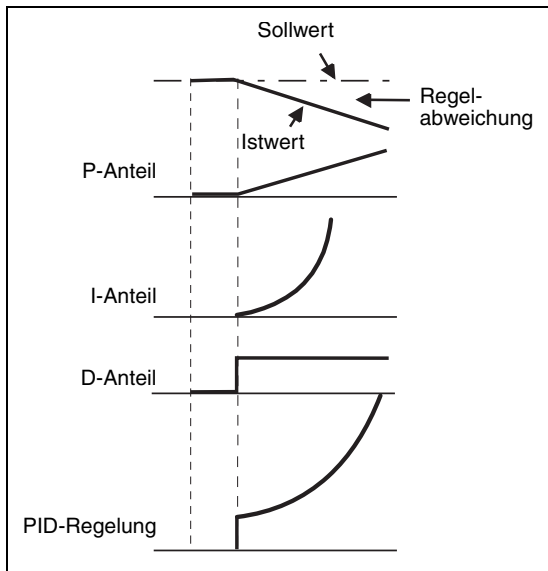 Sollwert
Regel-
abweichung
Istwert
P-Anteil
I-Anteil
D-Anteil
PID-Regelung